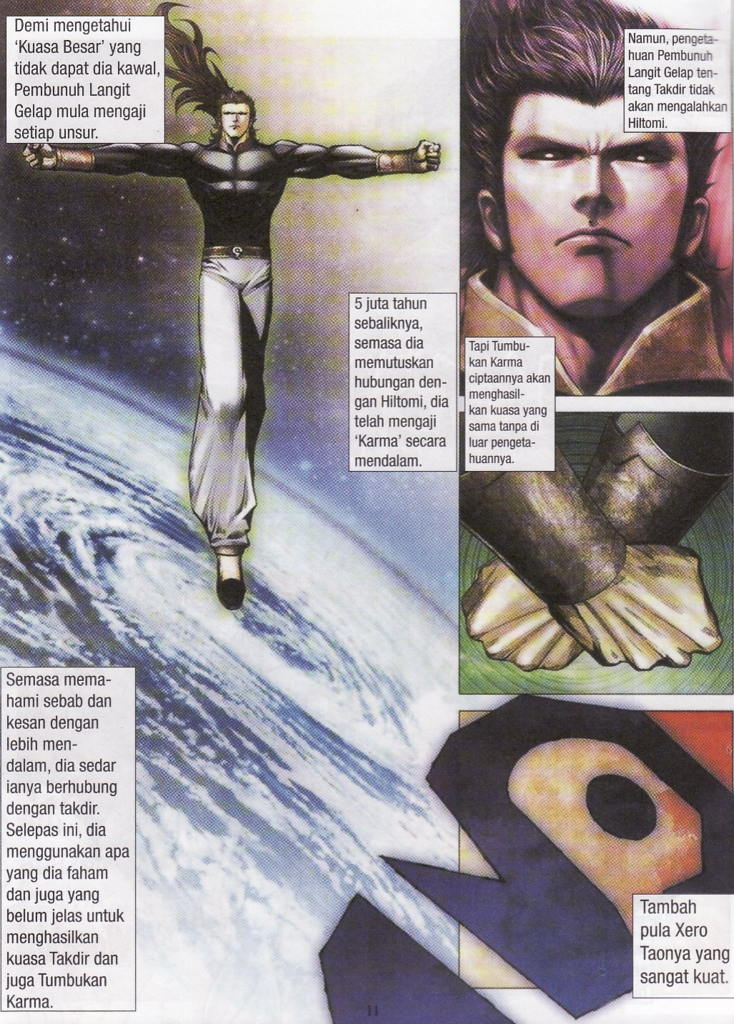 Demi mengetahui
'Kuasa Besar' yang
tidak dapat dia kawal,
Pembunuh Langit
Gelap mula mengaji
setiap unsur.
5 juta tahun
sebaliknya,
semasa dia
memutuskan
hubungan den-
gan Hiltomi, dia
telah mengaji
'Karma' secara
mendalam.
Semasa mema-
hami sebab dan
kesan dengan
lebih men-
dalam, dia sedar
ianya berhubung
dengan takdir.
Selepas ini, dia
menggunakan apa
yang dia faham
dan juga yang
belum jelas untuk
menghasilkan
kuasa Takdir dan
juga Tumbukan
Karma.
Namun, pengeta-
huan Pembunuh
Langit Gelap ten-
tang Takdir tidak
akan mengalahkan
Hiltomi.
Tapi Tumbu-
kan Karma
ciptaannya akan
menghasil-
kan kuasa yang
sama tanpa di
luar pengeta-
huannya.
Tambah
pula Xero
Taonya yang
sangat kuat.
11